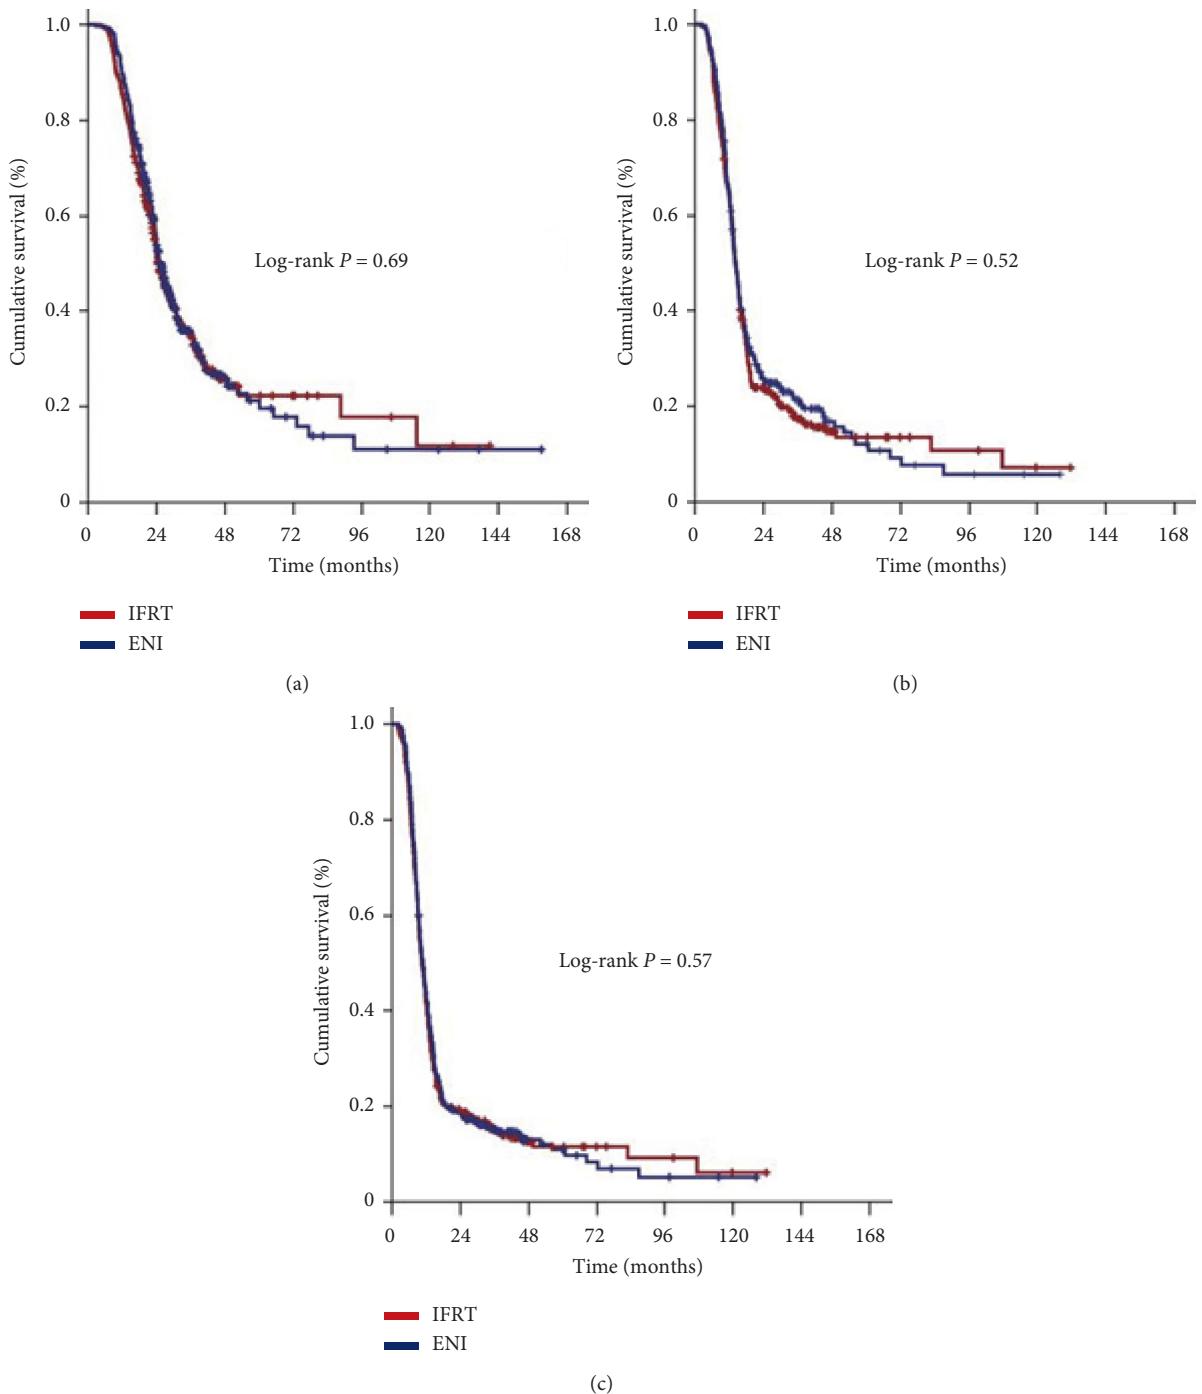 Cumulative survival (%)
1.0
0.8
0.6
0.4
0.2
0
Log-rank P = 0.69
0 24 48 72 96 120 144 168
Time (months)
IFRT
ENI
(a)
Cumulative survival (%)
1.0
0.8
0.6
0.4
0.2
0
Log-rank P = 0.52
0 24 48 72 96 120 144 168
Time (months)
IFRT
ENI
(b)
Cumulative survival (%)
1.0
0.8
0.6
0.4
0.2
0
Log-rank P = 0.57
0 24 48 72 96 120 144 168
Time (months)
IFRT
ENI
(c)